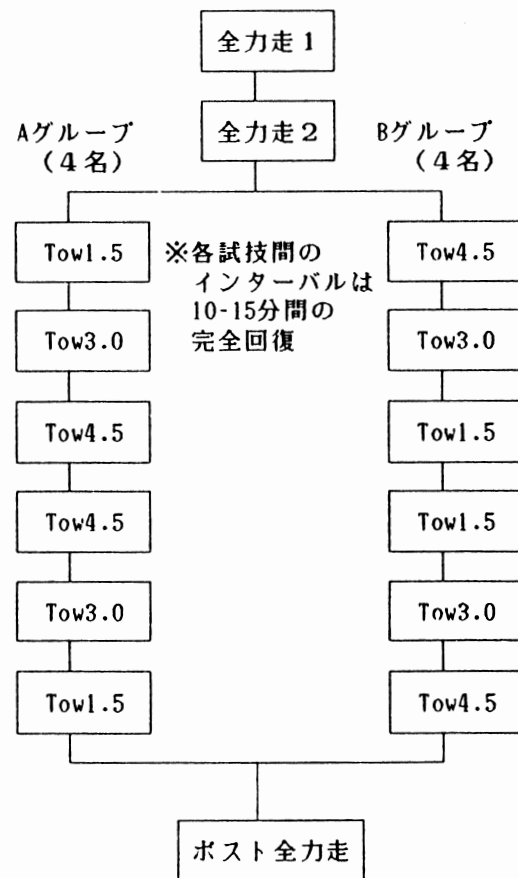 全力走1
全力走2
Aグループ
(4名)
Bグループ
(4名)
Tow1.5
Tow3.0
Tow4.5
Tow4.5
Tow3.0
Tow1.5
※各試技間の
インターバルは
10-15分間の
完全回復
Tow4.5
Tow3.0
Tow1.5
Tow1.5
Tow3.0
Tow4.5
ポスト全力走